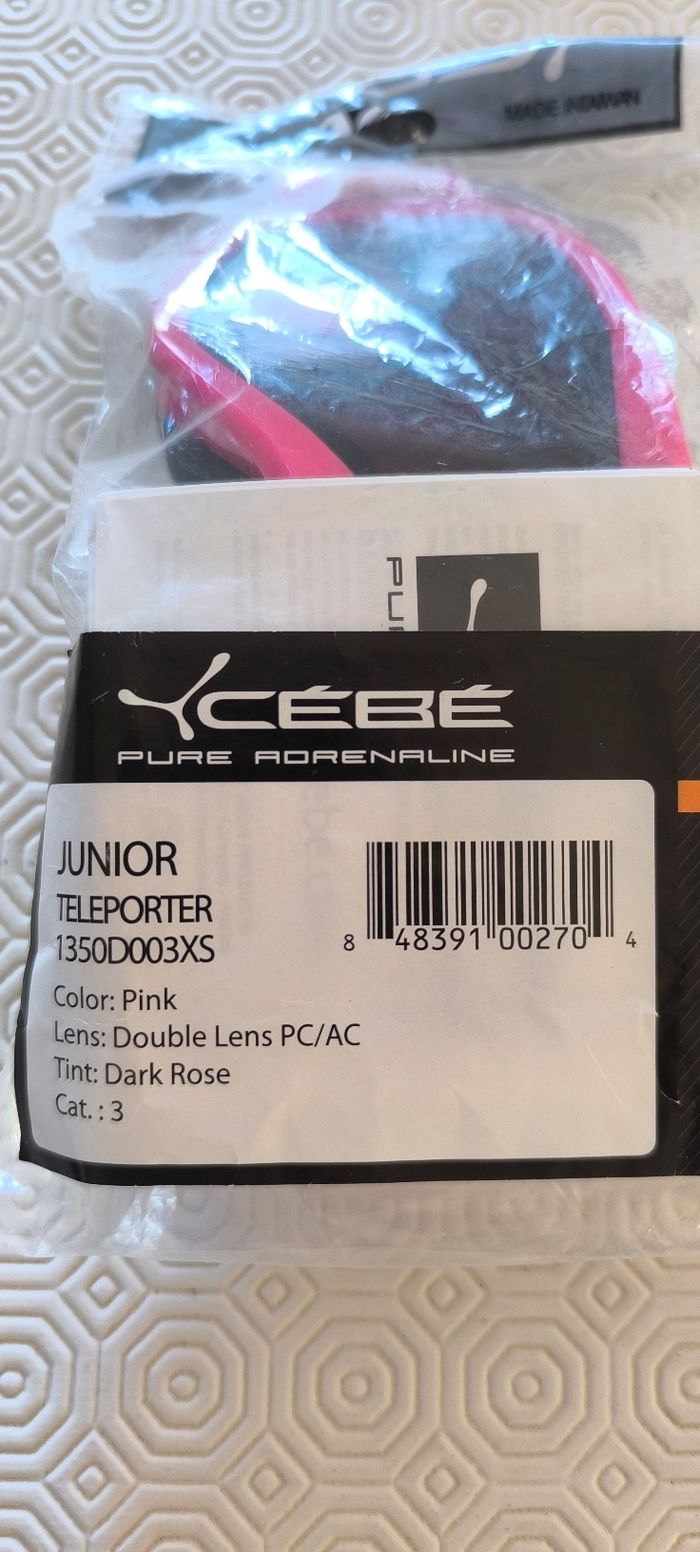 MADE IN TAIWAN
CÉBÉ
PURE ADRENALINE
JUNIOR
TELEPORTER
1350D003XS
8 48391 00270 4
Color: Pink
Lens: Double Lens PC/AC
Tint: Dark Rose
Cat. : 3